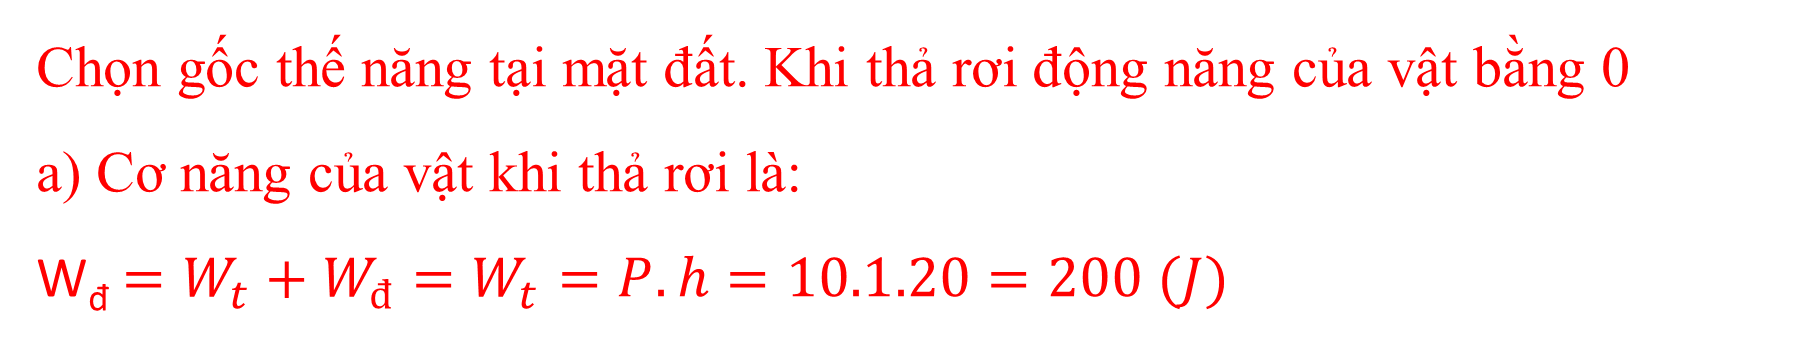 Chọn gốc thế năng tại mặt đất. Khi thả rơi động năng của vật bằng 0
a) Cơ năng của vật khi thả rơi là:
Wđ = Wt + Wđ = Wt = P.h = 10.1.20 = 200 (J)